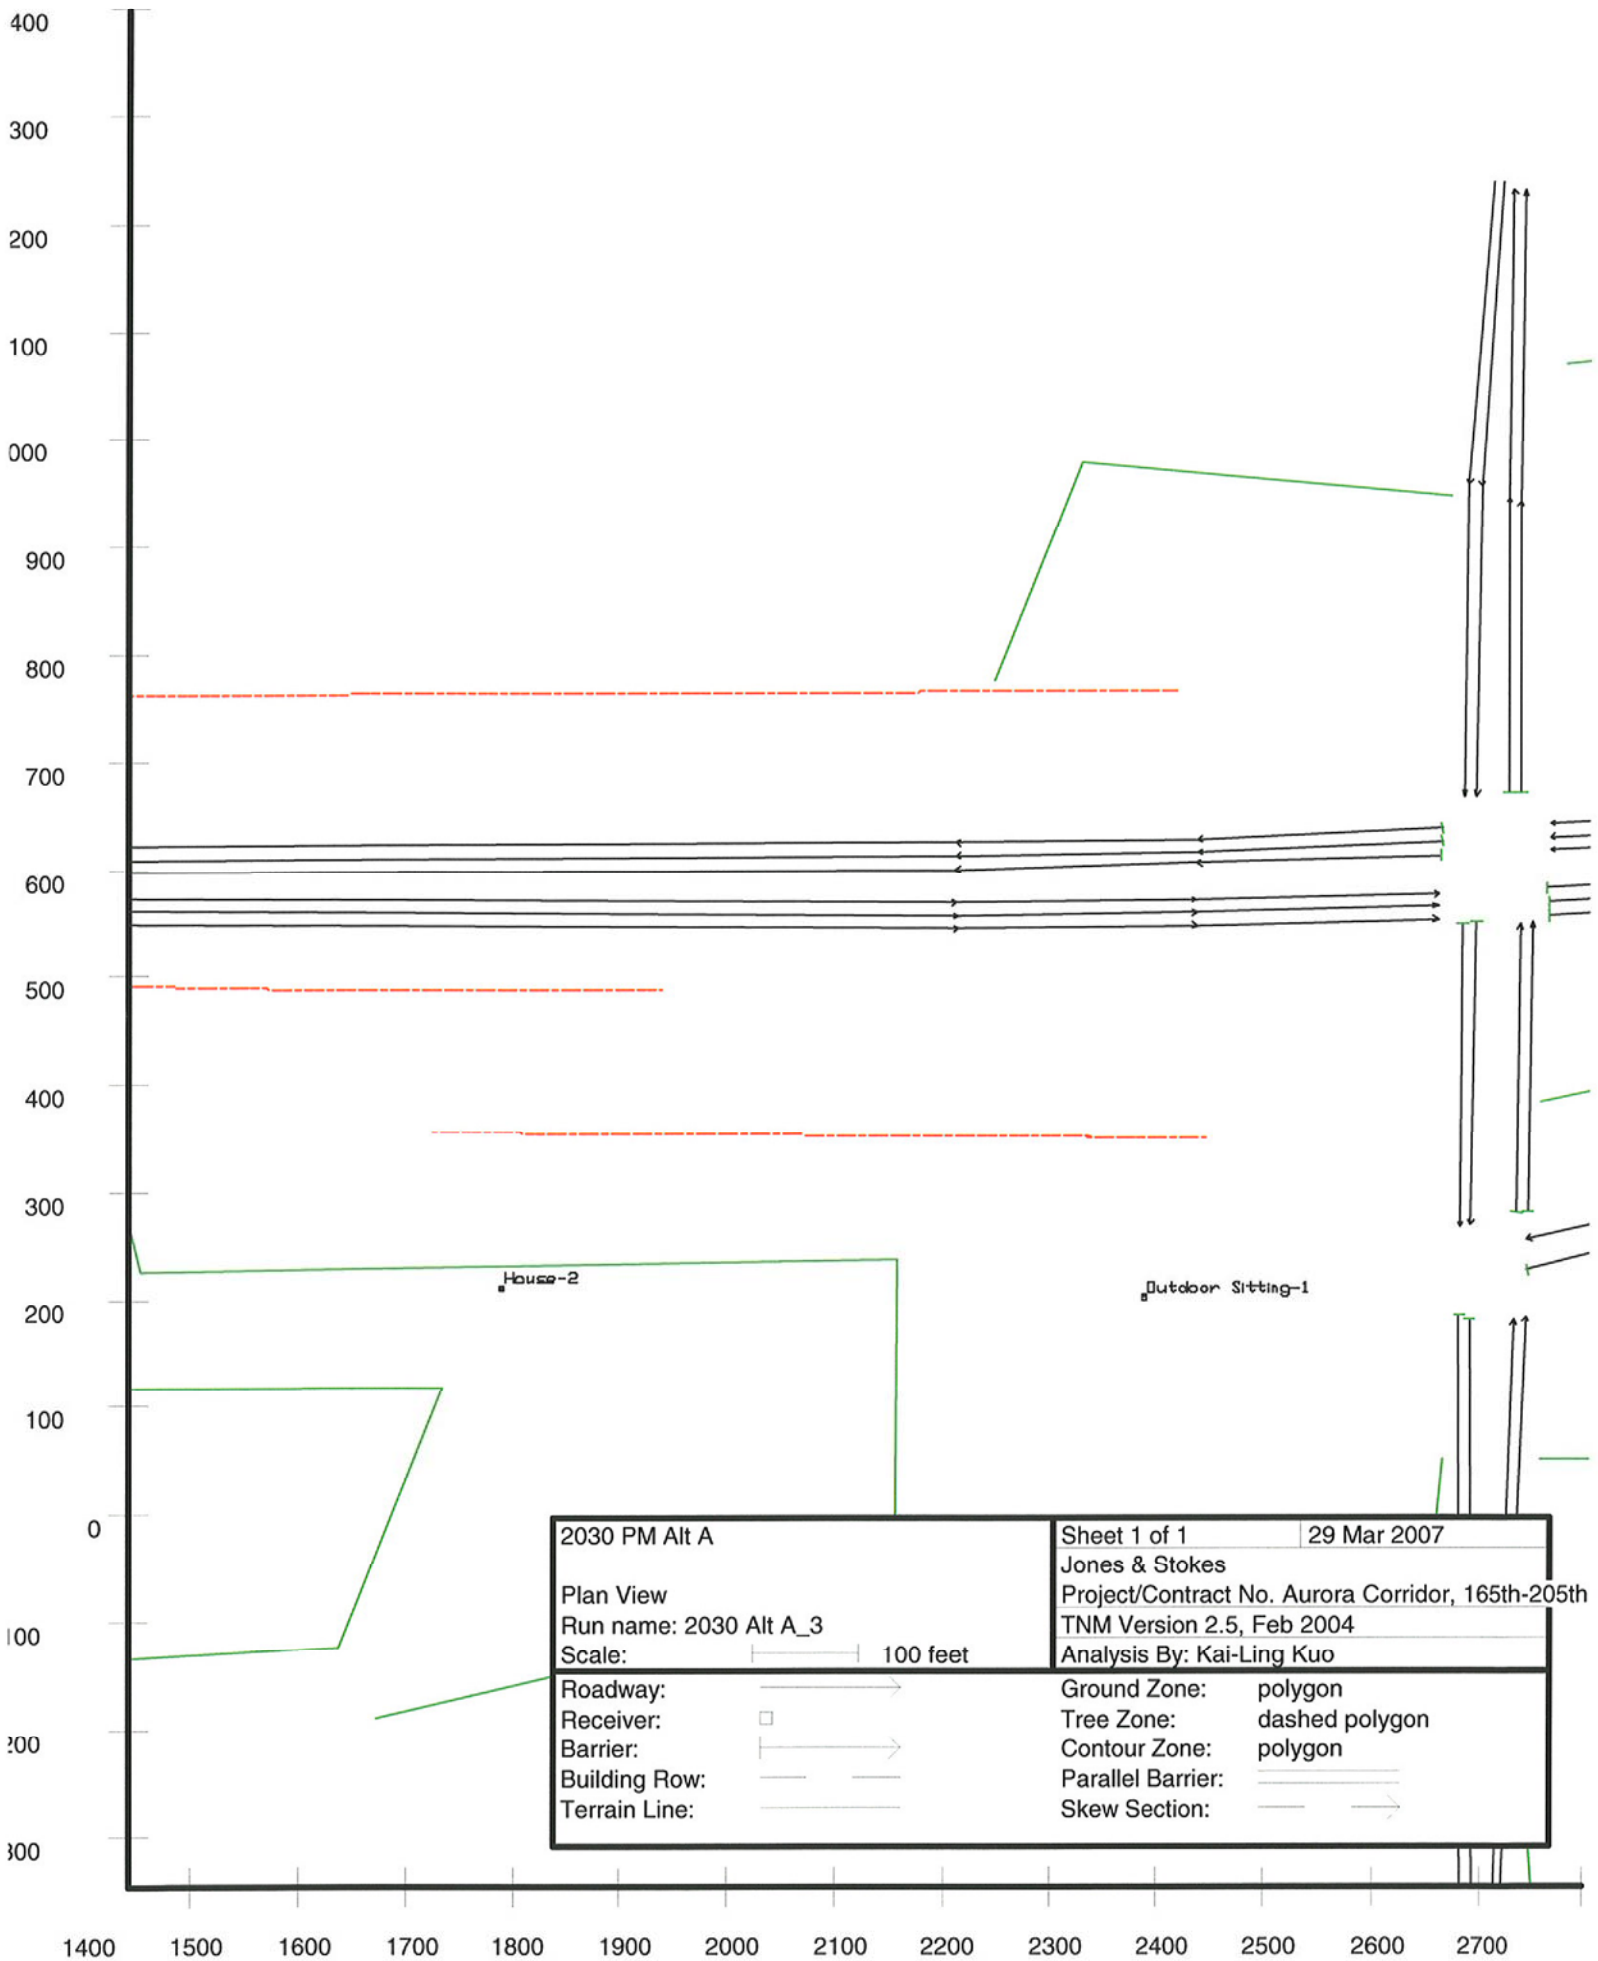 400
300
200
100
000
900
800
700
600
500
400
300
200
100
0
100
200
300
House-2
Outdoor Sitting-1
2030 PM Alt A
Plan View
Run name: 2030 Alt A_3
Scale: 100 feet
Sheet 1 of 1 29 Mar 2007
Jones & Stokes
Project/Contract No. Aurora Corridor, 165th-205th
TNM Version 2.5, Feb 2004
Analysis By: Kai-Ling Kuo
Roadway:
Receiver:
Barrier:
Building Row:
Terrain Line:
Ground Zone: polygon
Tree Zone: dashed polygon
Contour Zone: polygon
Parallel Barrier:
Skew Section:
1400 1500 1600 1700 1800 1900 2000 2100 2200 2300 2400 2500 2600 2700